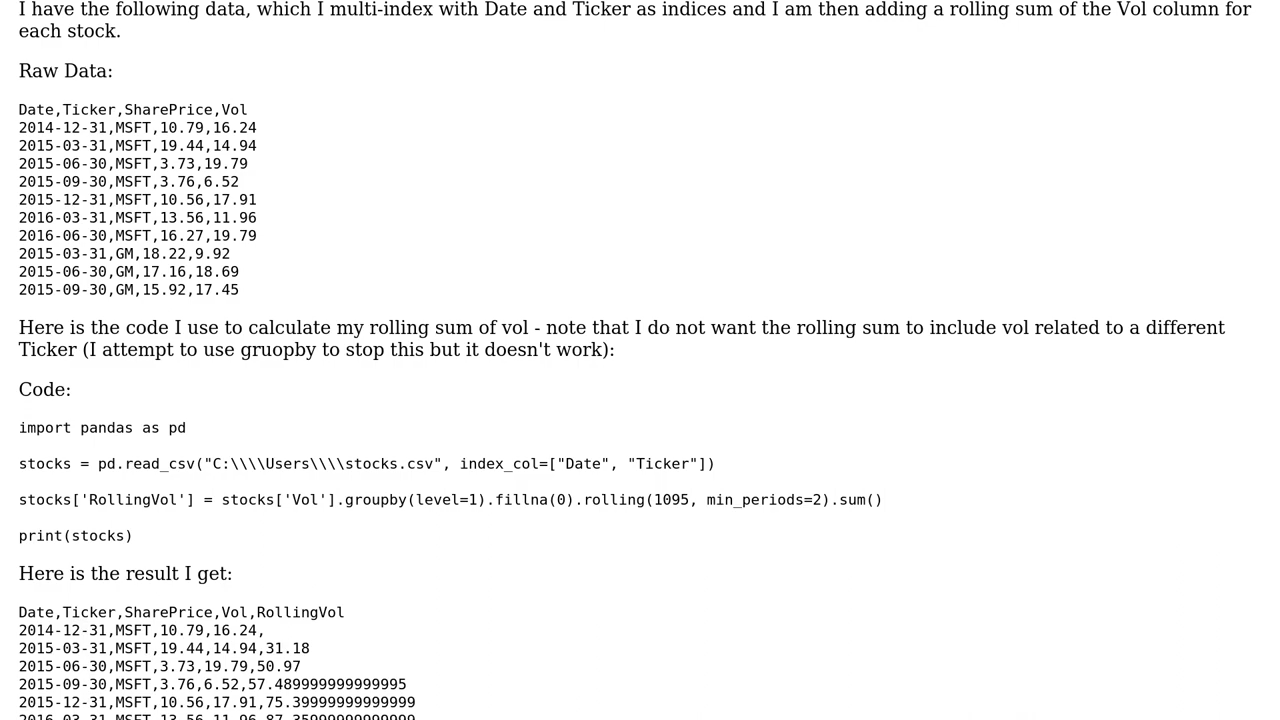 I have the following data, which I multi-index with Date and Ticker as indices and I am then adding a rolling sum of the Vol column for
each stock.
Raw Data:
Date,Ticker,SharePrice,Vol
2014-12-31,MSFT,10.79,16.24
2015-03-31,MSFT,19.44,14.94
2015-06-30,MSFT,3.73,19.79
2015-09-30,MSFT,3.76,6.52
2015-12-31,MSFT,10.56,17.91
2016-03-31,MSFT,13.56,11.96
2016-06-30,MSFT,16.27,19.79
2015-03-31,GM,18.22,9.92
2015-06-30,GM,17.16,18.69
2015-09-30,GM,15.92,17.45
Here is the code I use to calculate my rolling sum of vol - note that I do not want the rolling sum to include vol related to a different
Ticker (I attempt to use gruopby to stop this but it doesn't work):
Code:
import pandas as pd
stocks = pd.read_csv("C:\\\\Users\\\\stocks.csv", index_col=["Date", "Ticker"])
stocks['RollingVol'] = stocks['Vol'].groupby(level=1).fillna(0).rolling(1095, min_periods=2).sum()
print(stocks)
Here is the result I get:
Date,Ticker,SharePrice,Vol,RollingVol
2014-12-31,MSFT,10.79,16.24,
2015-03-31,MSFT,19.44,14.94,31.18
2015-06-30,MSFT,3.73,19.79,50.97
2015-09-30,MSFT,3.76,6.52,57.489999999999995
2015-12-31,MSFT,10.56,17.91,75.39999999999999
2016-03-31,MSFT,13.56,11.96,87.35999999999999